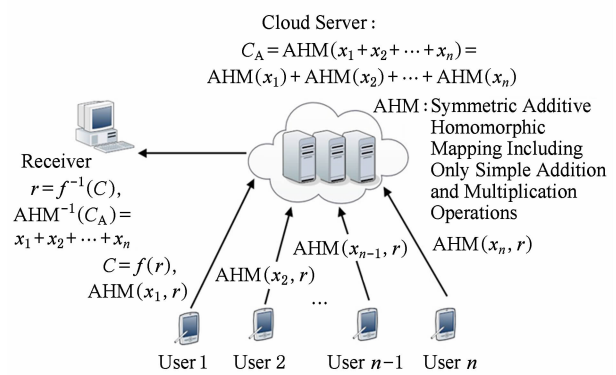 Cloud Server :
C_A = AHM(x_1 + x_2 + ⋯ + x_n) =
AHM(x_1) + AHM(x_2) + ⋯ + AHM(x_n)
AHM : Symmetric Additive
Homomorphic
Mapping Including
Only Simple Addition
and Multiplication
Operations
Receiver
r = f^{-1}(C),
AHM^{-1}(C_A) =
x_1 + x_2 + ⋯ + x_n
C = f(r),
AHM(x_1, r)
AHM(x_2, r)
...
AHM(x_{n-1}, r)
AHM(x_n, r)
User 1
User 2
User n−1
User n